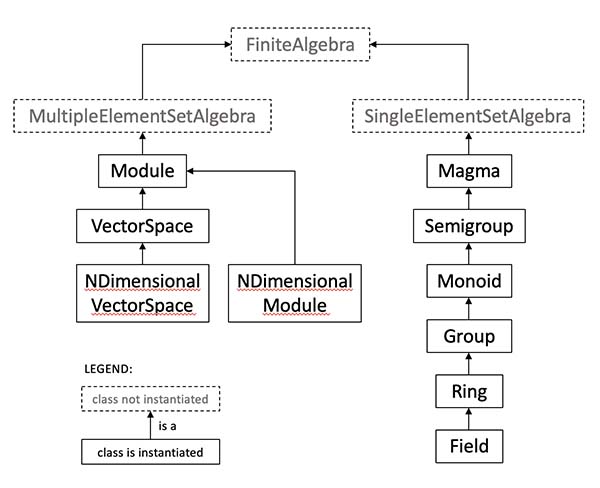 FiniteAlgebra
MultipleElementSetAlgebra
SingleElementSetAlgebra
Module
Magma
VectorSpace
Semigroup
NDimensional
VectorSpace
NDimensional
Module
Monoid
Group
LEGEND:
class not instantiated
is a
class is instantiated
Ring
Field